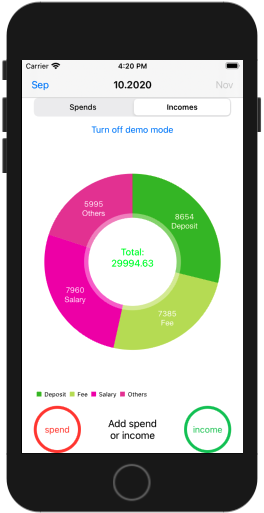 Carrier 4:20 PM
Sep 10.2020 Nov
Spends Incomes
Turn off demo mode
5995
Others
8654
Deposit
Total:
29994.63
7960
Salary
7385
Fee
Deposit Fee Salary Others
spend
Add spend
or income
income